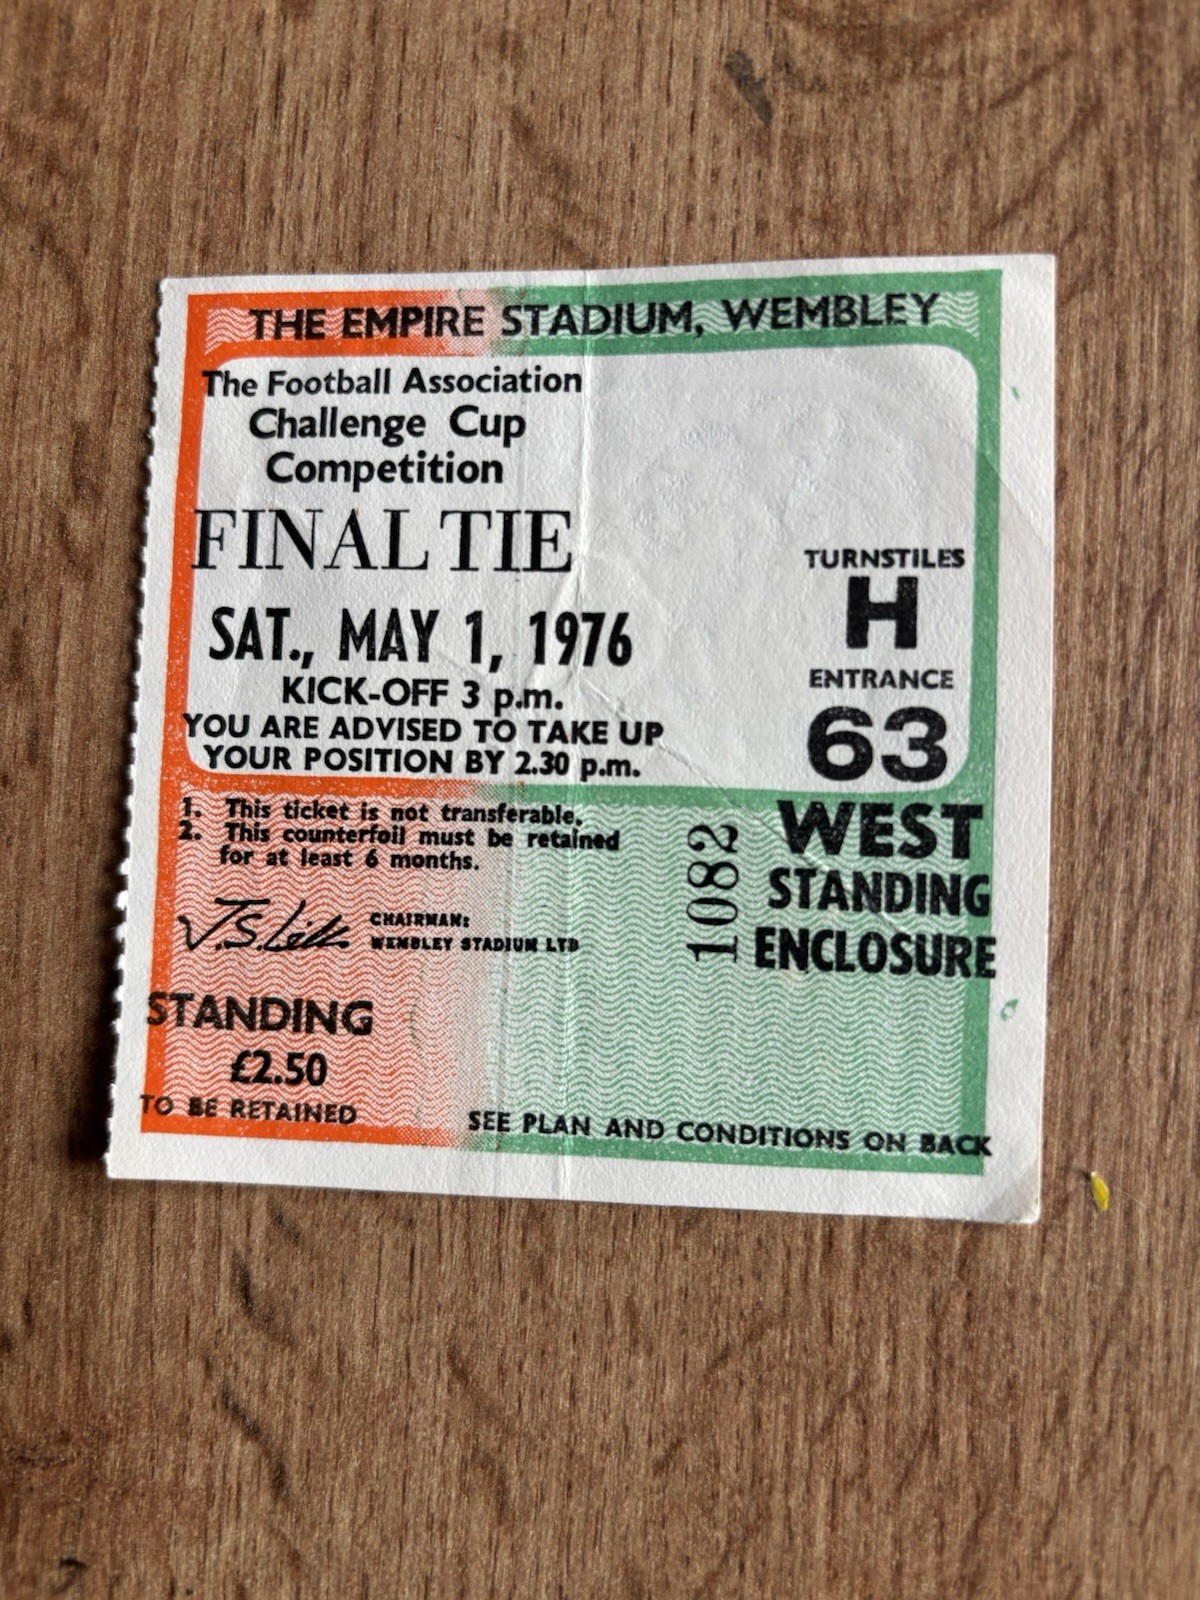 THE EMPIRE STADIUM, WEMBLEY
The Football Association
Challenge Cup
Competition
FINAL TIE
SAT., MAY 1, 1976
KICK-OFF 3 p.m.
YOU ARE ADVISED TO TAKE UP
YOUR POSITION BY 2.30 p.m.
TURNSTILES
H
ENTRANCE
63
WEST
STANDING
ENCLOSURE
1082
1. This ticket is not transferable.
2. This counterfoil must be retained
for at least 6 months.
CHAIRMAN:
WEMBLEY STADIUM LTD
STANDING
£2.50
TO BE RETAINED
SEE PLAN AND CONDITIONS ON BACK